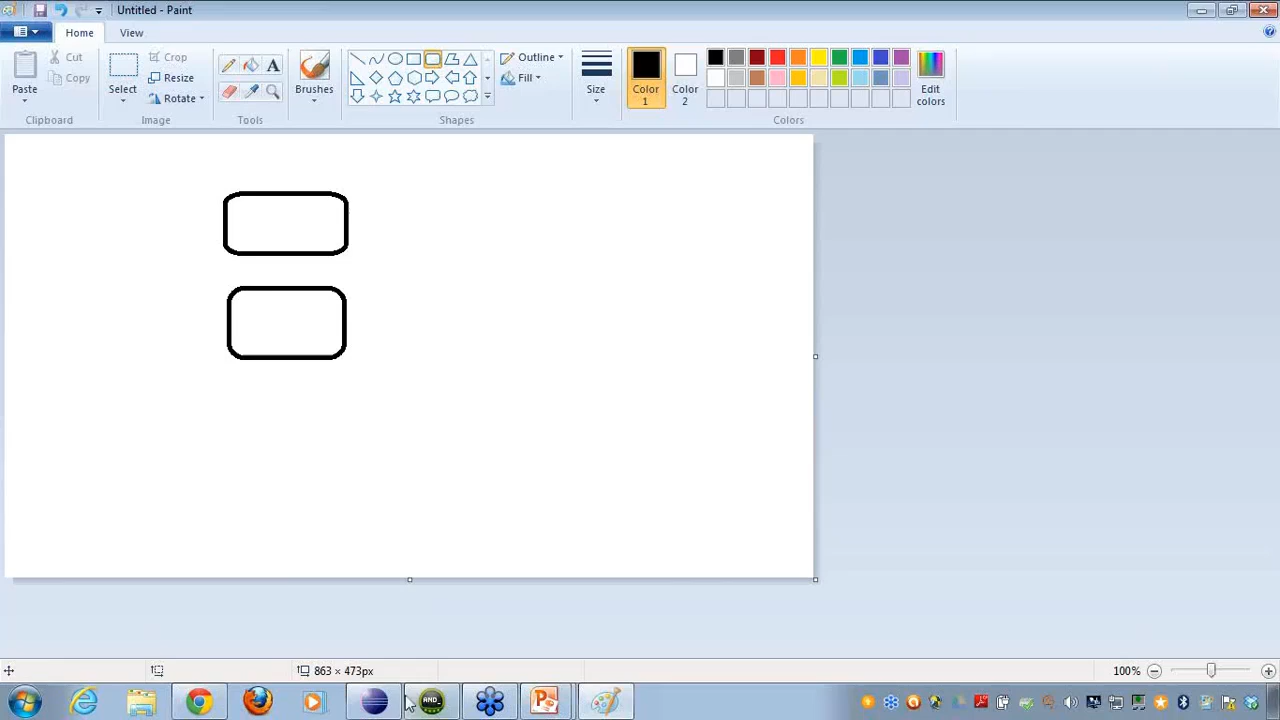 Untitled - Paint
Home View
Paste
Cut
Copy
Clipboard
Select
Crop
Resize
Rotate
Image
A
Tools
Brushes
Outline
Fill
Shapes
Size
Color
1
Color
2
Edit
colors
Colors
863 × 473px
100%
AND_